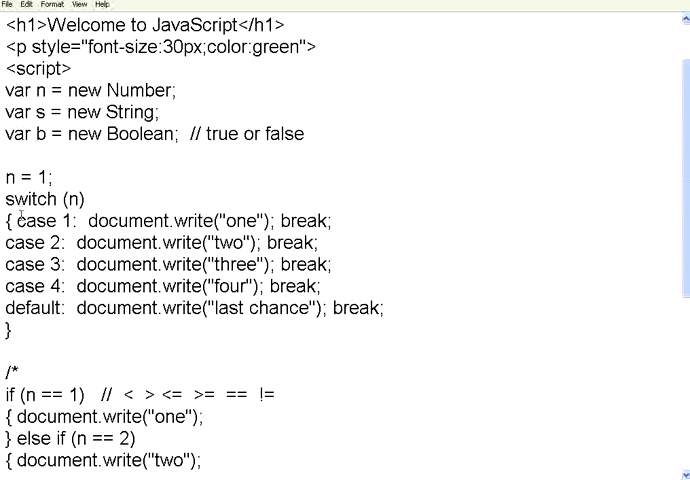 File Edit Format View Help
<h1>Welcome to JavaScript</h1>
<p style="font-size:30px;color:green">
<script>
var n = new Number;
var s = new String;
var b = new Boolean;  // true or false
n = 1;
switch (n)
{ case 1:  document.write("one"); break;
case 2:  document.write("two"); break;
case 3:  document.write("three"); break;
case 4:  document.write("four"); break;
default:  document.write("last chance"); break;
}
/*
if (n == 1)   //  <  > <=  >=  ==  !=
{ document.write("one");
} else if (n == 2)
{ document.write("two");